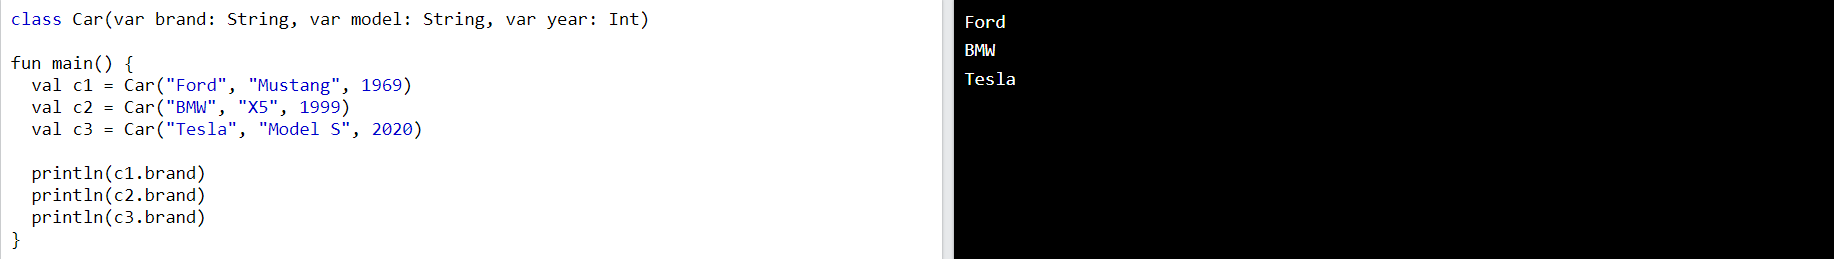 class Car(var brand: String, var model: String, var year: Int)
fun main() {
  val c1 = Car("Ford", "Mustang", 1969)
  val c2 = Car("BMW", "X5", 1999)
  val c3 = Car("Tesla", "Model S", 2020)
  println(c1.brand)
  println(c2.brand)
  println(c3.brand)
}
Ford
BMW
Tesla